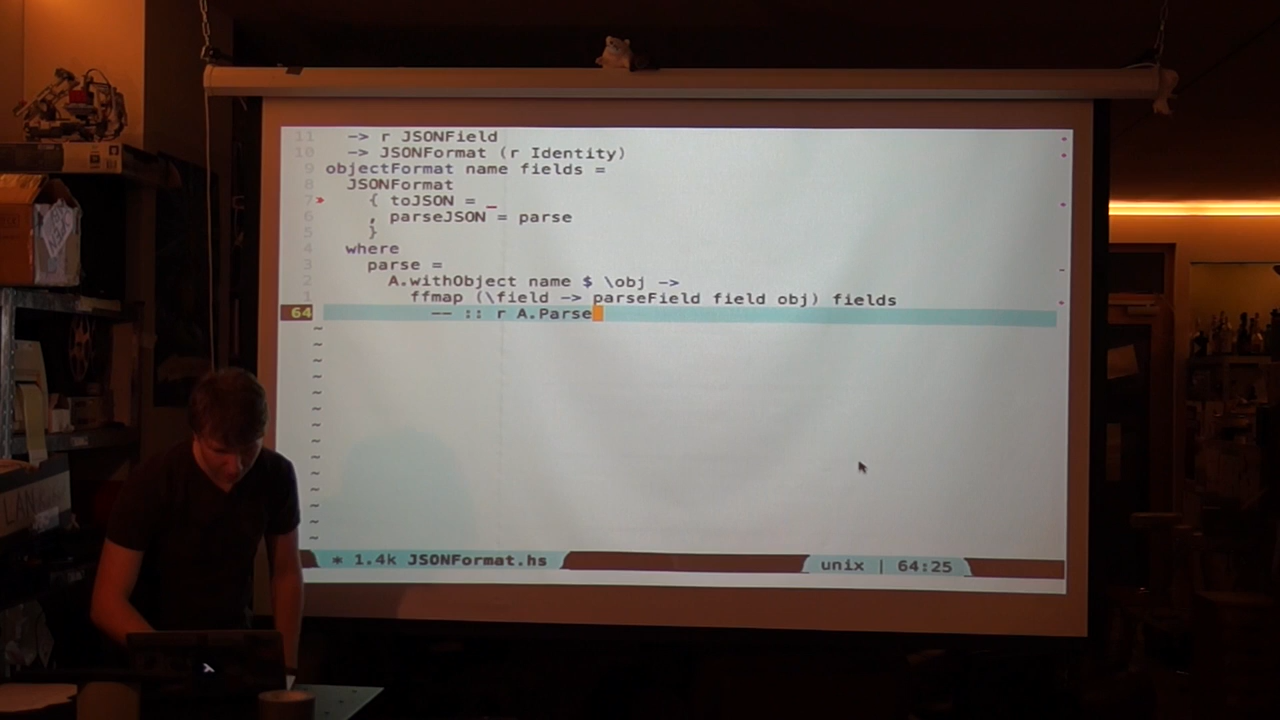 11 -> r JSONField
10 -> JSONFormat (r Identity)
9 objectFormat name fields =
8 JSONFormat
7 { toJSON = _
6 , parseJSON = parse
5 }
4 where
3 parse =
2 A.withObject name $ \obj ->
1 ffmap (\field -> parseField field obj) fields
64 -- :: r A.Parse
~
~
~
~
~
~
~
~
~
~
~
~
~
~
* 1.4k JSONFormat.hs unix | 64:25
LAN